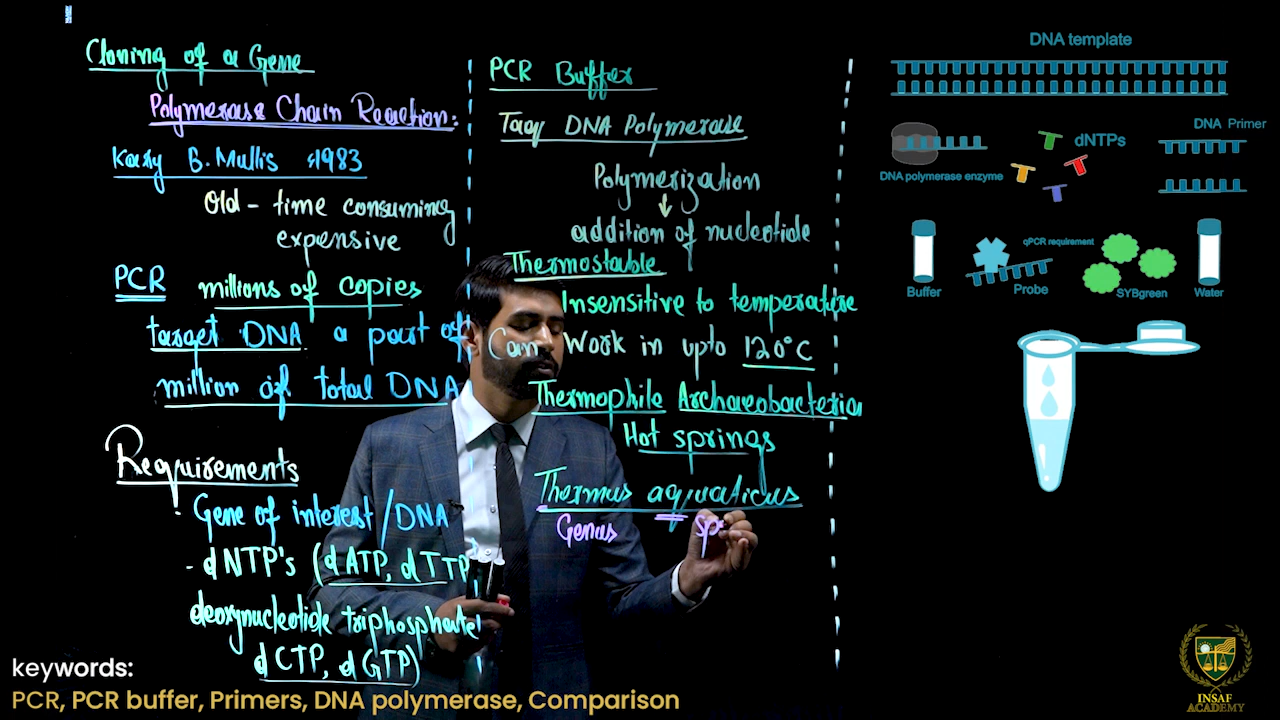 Cloning of a Gene
Polymerase Chain Reaction:
Kary B. Mullis 1983
Old - time consuming
expensive
PCR millions of copies
target DNA a part of
million of total DNA
Requirements
Gene of interest/DNA
- dNTP's (dATP, dTTP
deoxynucleotide triphosphate
dCTP, dGTP)
PCR Buffer
Taq DNA Polymerase
Polymerization
↓
addition of nucleotide
Thermostable
Insensitive to temperature
Can Work in upto 120°C
Thermophile Archaeobacteria
Hot springs
Thermus aquaticus
Genus sp
DNA template
DNA polymerase enzyme
dNTPs
DNA Primer
Buffer
qPCR requirement
Probe
SYBgreen
Water
keywords:
PCR, PCR buffer, Primers, DNA polymerase, Comparison
INSAF
ACADEMY